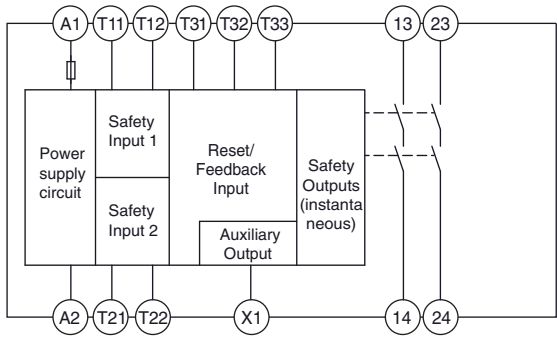 A1 T11 T12 T31 T32 T33 13 23
Power
supply
circuit
Safety
Input 1
Safety
Input 2
Reset/
Feedback
Input
Auxiliary
Output
Safety
Outputs
(instanta
neous)
A2 T21 T22 X1 14 24